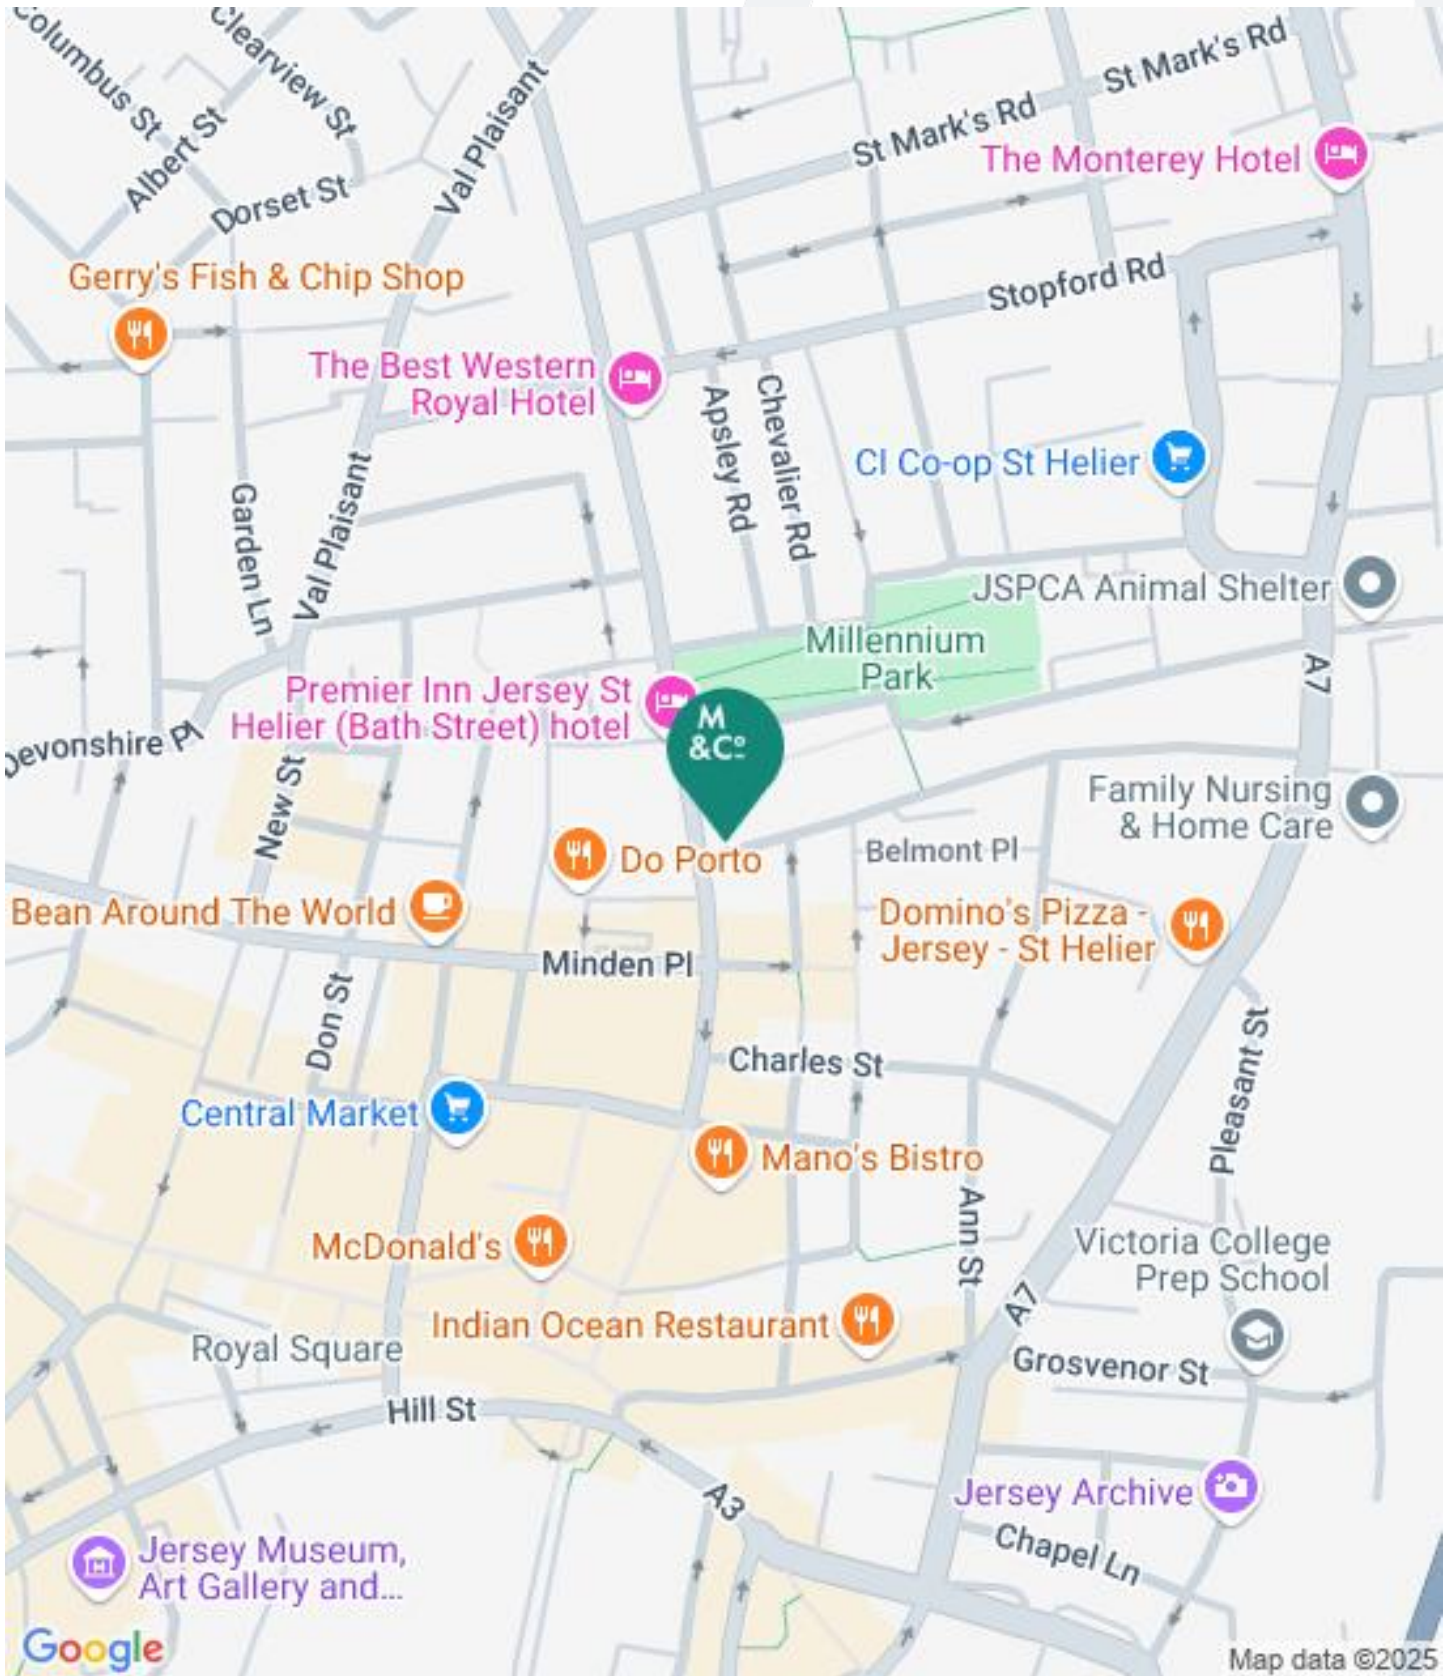 Columbus St
Clearview St
Albert St
Dorset St
Val Plaisant
St Mark's Rd
St Mark's Rd
The Monterey Hotel
Gerry's Fish & Chip Shop
Stopford Rd
The Best Western
Royal Hotel
Apsley Rd
Chevalier Rd
CI Co-op St Helier
Garden Ln
Val Plaisant
JSPCA Animal Shelter
Millennium
Park
A7
Premier Inn Jersey St
Helier (Bath Street) hotel
M
&Cº
Devonshire Pl
New St
Family Nursing
& Home Care
Do Porto
Belmont Pl
Bean Around The World
Domino's Pizza -
Jersey - St Helier
Minden Pl
Don St
Charles St
Pleasant St
Central Market
Mano's Bistro
Ann St
McDonald's
Victoria College
Prep School
A7
Indian Ocean Restaurant
Royal Square
Grosvenor St
Hill St
A3
Jersey Archive
Chapel Ln
Jersey Museum,
Art Gallery and...
Google
Map data ©2025